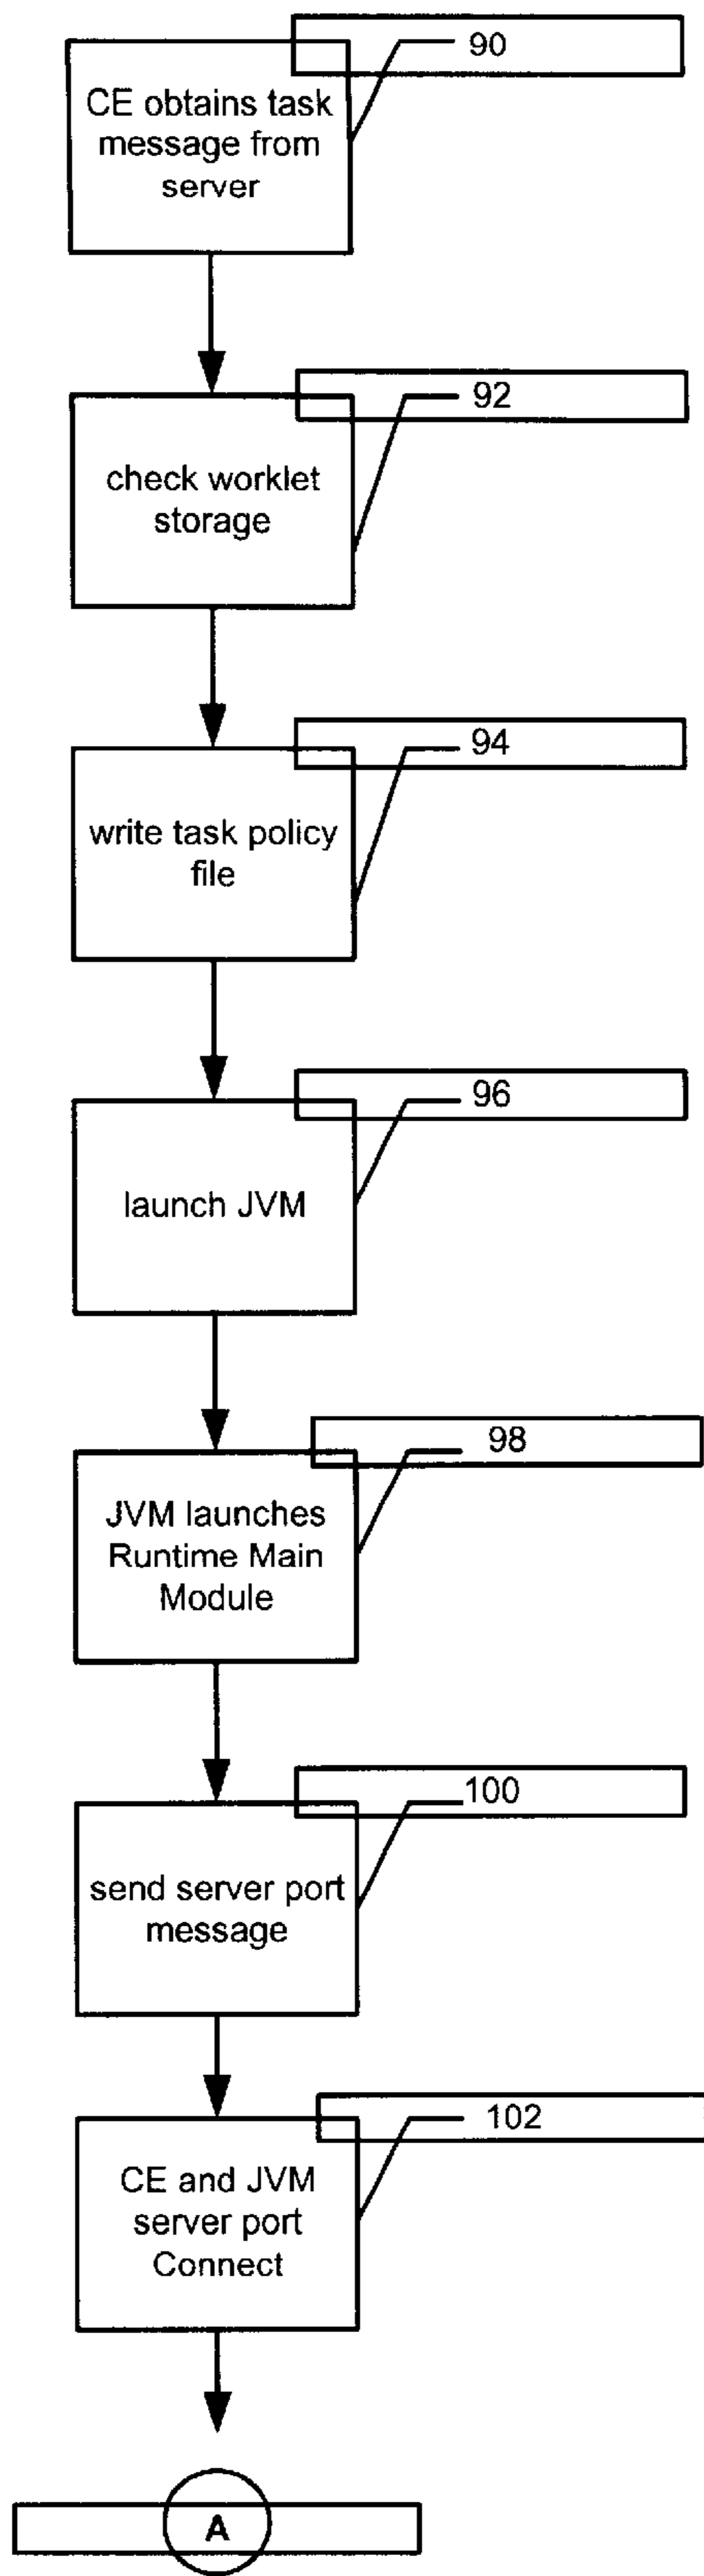 90
CE obtains task
message from
server
92
check worklet
storage
94
write task policy
file
96
launch JVM
98
JVM launches
Runtime Main
Module
100
send server port
message
102
CE and JVM
server port
Connect
A